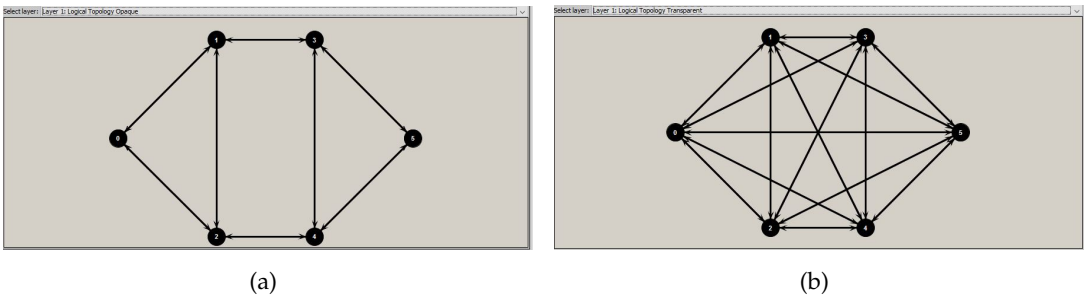 Select layer: Layer 1: Logical Topology Opaque
1 3
0 5
2 4
(a)
Select layer: Layer 1: Logical Topology Transparent
1 3
0 5
2 4
(b)